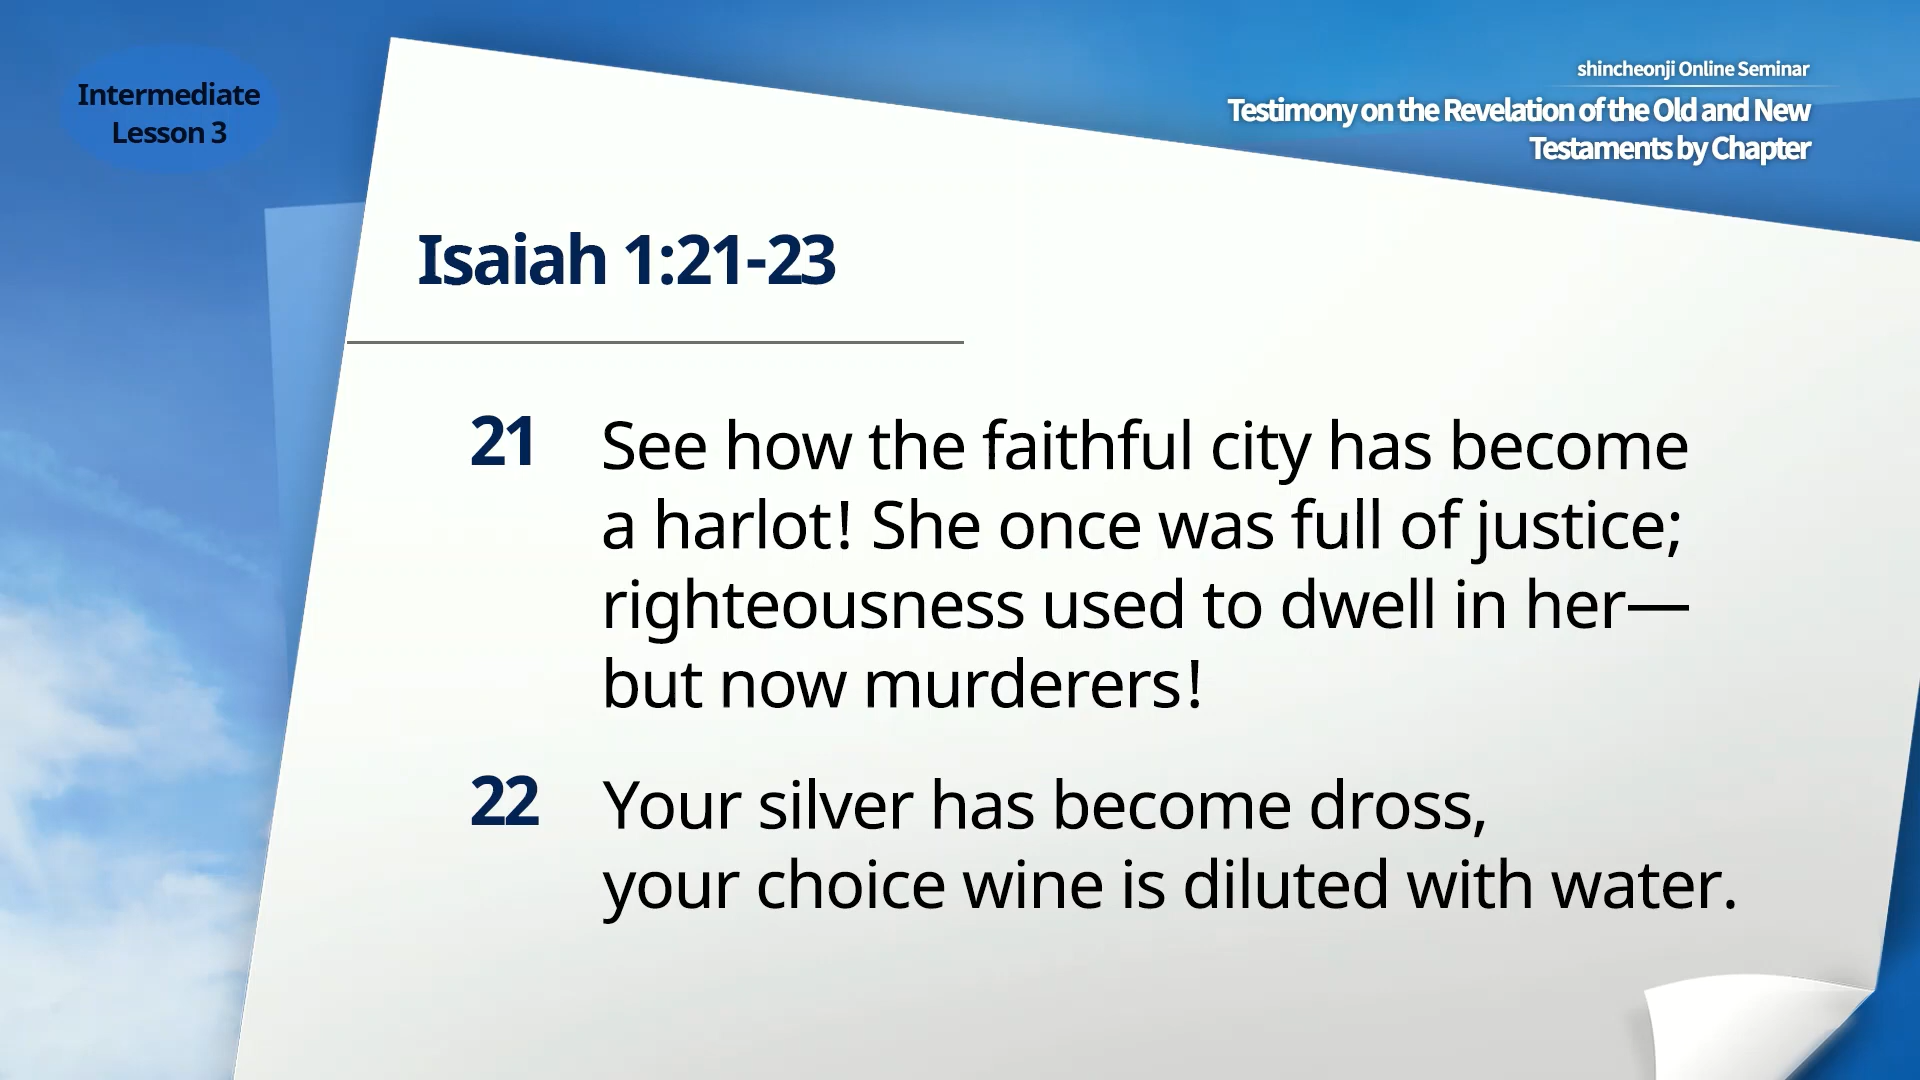 Intermediate
Lesson 3
shincheonji Online Seminar
Testimony on the Revelation of the Old and New
Testaments by Chapter
Isaiah 1:21-23
21 See how the faithful city has become
a harlot! She once was full of justice;
righteousness used to dwell in her—
but now murderers!
22 Your silver has become dross,
your choice wine is diluted with water.